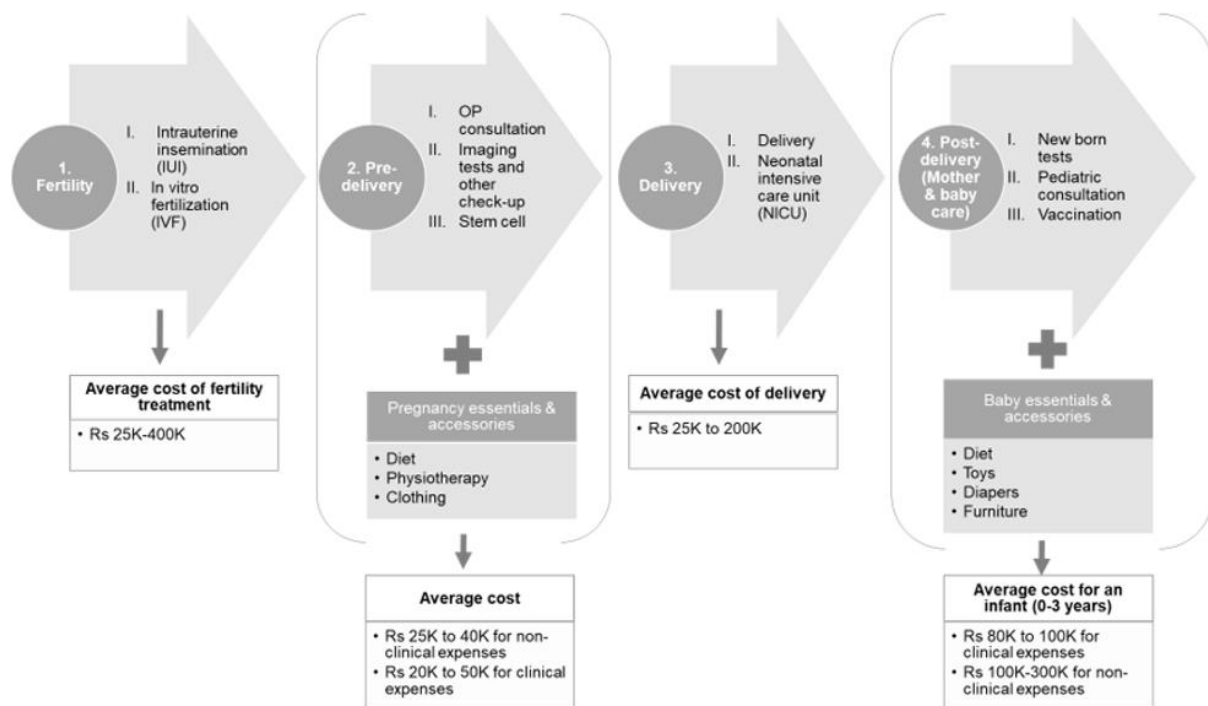 1.
Fertility
I. Intrauterine
insemination
(IUI)
II. In vitro
fertilization
(IVF)
Average cost of fertility
treatment
• Rs 25K-400K
2. Pre-
delivery
I. OP
consultation
II. Imaging
tests and
other
check-up
III. Stem cell
Pregnancy essentials &
accessories
• Diet
• Physiotherapy
• Clothing
Average cost
• Rs 25K to 40K for non-
clinical expenses
• Rs 20K to 50K for clinical
expenses
3.
Delivery
I. Delivery
II. Neonatal
intensive
care unit
(NICU)
Average cost of delivery
• Rs 25K to 200K
4. Post-
delivery
(Mother
& baby
care)
I. New born
tests
II. Pediatric
consultation
III. Vaccination
Baby essentials &
accessories
• Diet
• Toys
• Diapers
• Furniture
Average cost for an
infant (0-3 years)
• Rs 80K to 100K for
clinical expenses
• Rs 100K-300K for non-
clinical expenses